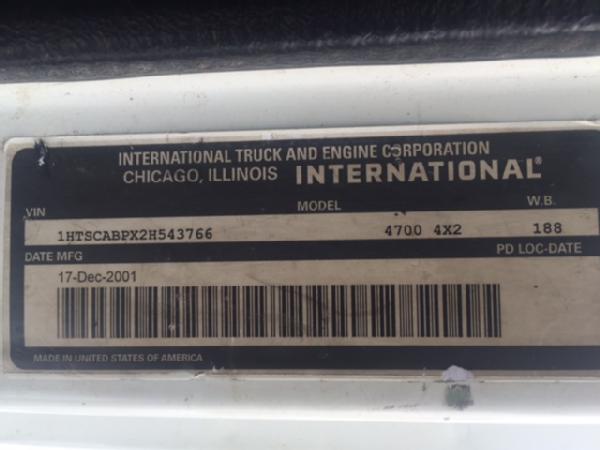 INTERNATIONAL TRUCK AND ENGINE CORPORATION
CHICAGO, ILLINOIS INTERNATIONAL®
VIN MODEL W.B.
1HTSCABPX2H543766 4700 4X2 188
DATE MFG PD LOC-DATE
17-Dec-2001
MADE IN UNITED STATES OF AMERICA